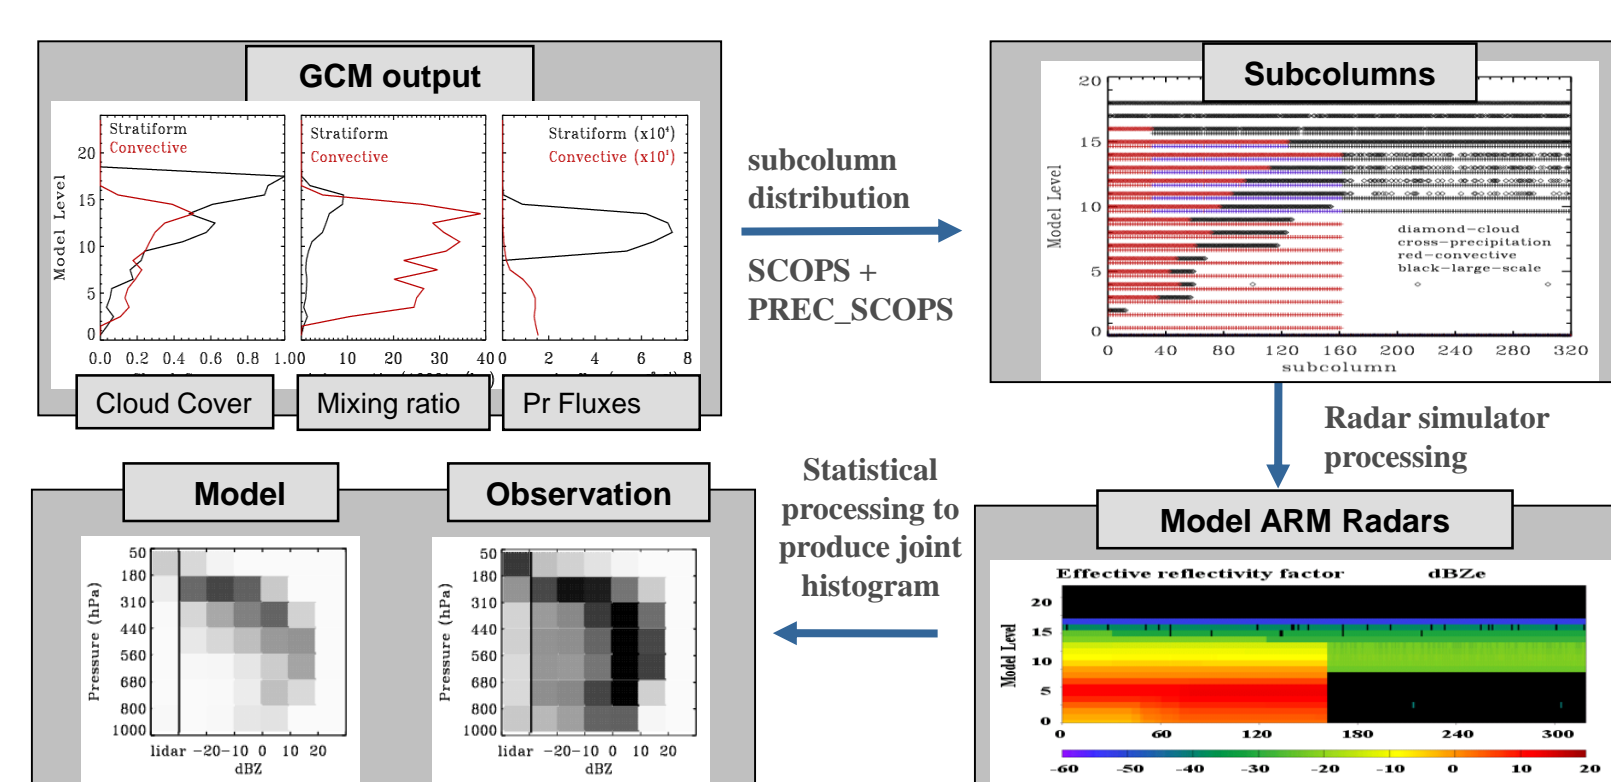 GCM output
Stratiform
Convective
Stratiform
Convective
Stratiform (x10⁴)
Convective (x10¹)
Model Level
20
15
10
5
0
0.0 0.2 0.4 0.6 0.8 1.0
0 10 20 30 40
0 2 4 6 8
Cloud Cover
Mixing ratio
Pr Fluxes
subcolumn
distribution
SCOPS +
PREC_SCOPS
Subcolumns
Model Level
20
15
10
5
0
diamond-cloud
cross-precipitation
red-convective
black-large-scale
0 40 80 120 160 200 240 280 320
subcolumn
Radar simulator
processing
Model ARM Radars
Effective reflectivity factor dBZe
Model Level
20
15
10
5
0
0 60 120 180 240 300
-60 -50 -40 -30 -20 -10 0 10 20
Statistical
processing to
produce joint
histogram
Model
Pressure (hPa)
50
180
310
440
560
680
800
1000
lidar -20-10 0 10 20
dBZ
Observation
Pressure (hPa)
50
180
310
440
560
680
800
1000
lidar -20-10 0 10 20
dBZ